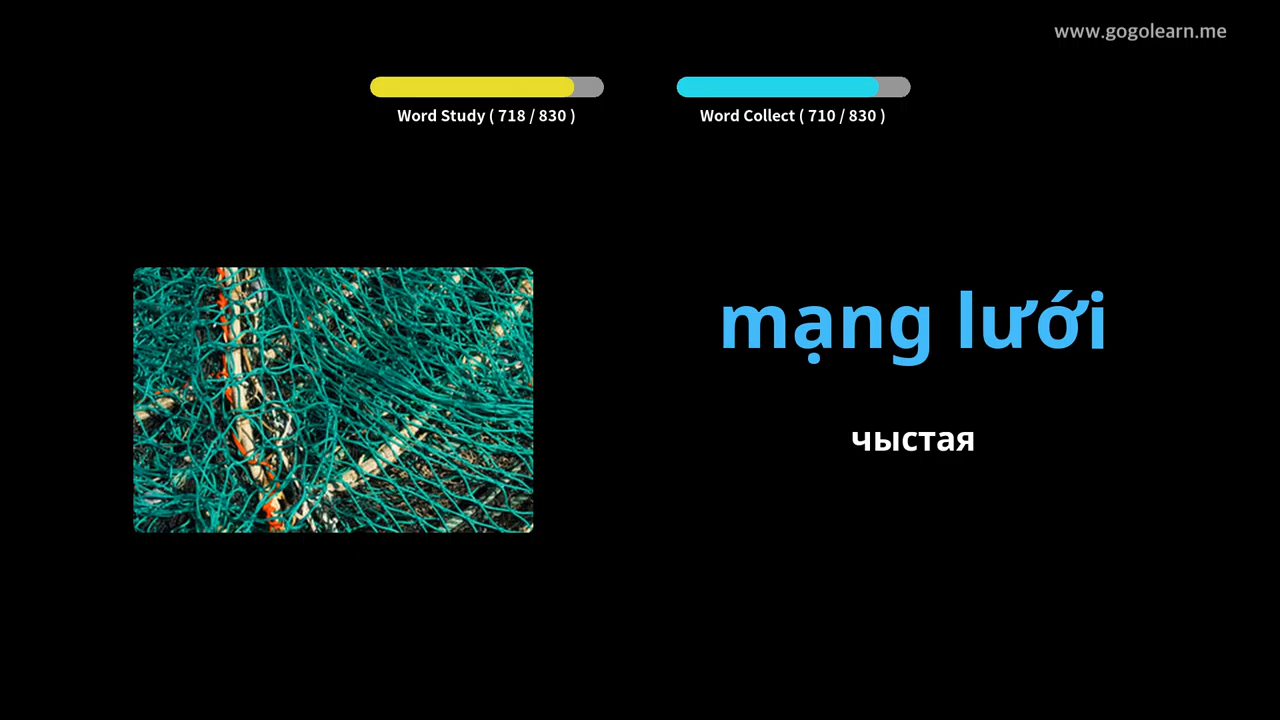 www.gogolearn.me
Word Study ( 718 / 830 )
Word Collect ( 710 / 830 )
mạng lưới
чыстая